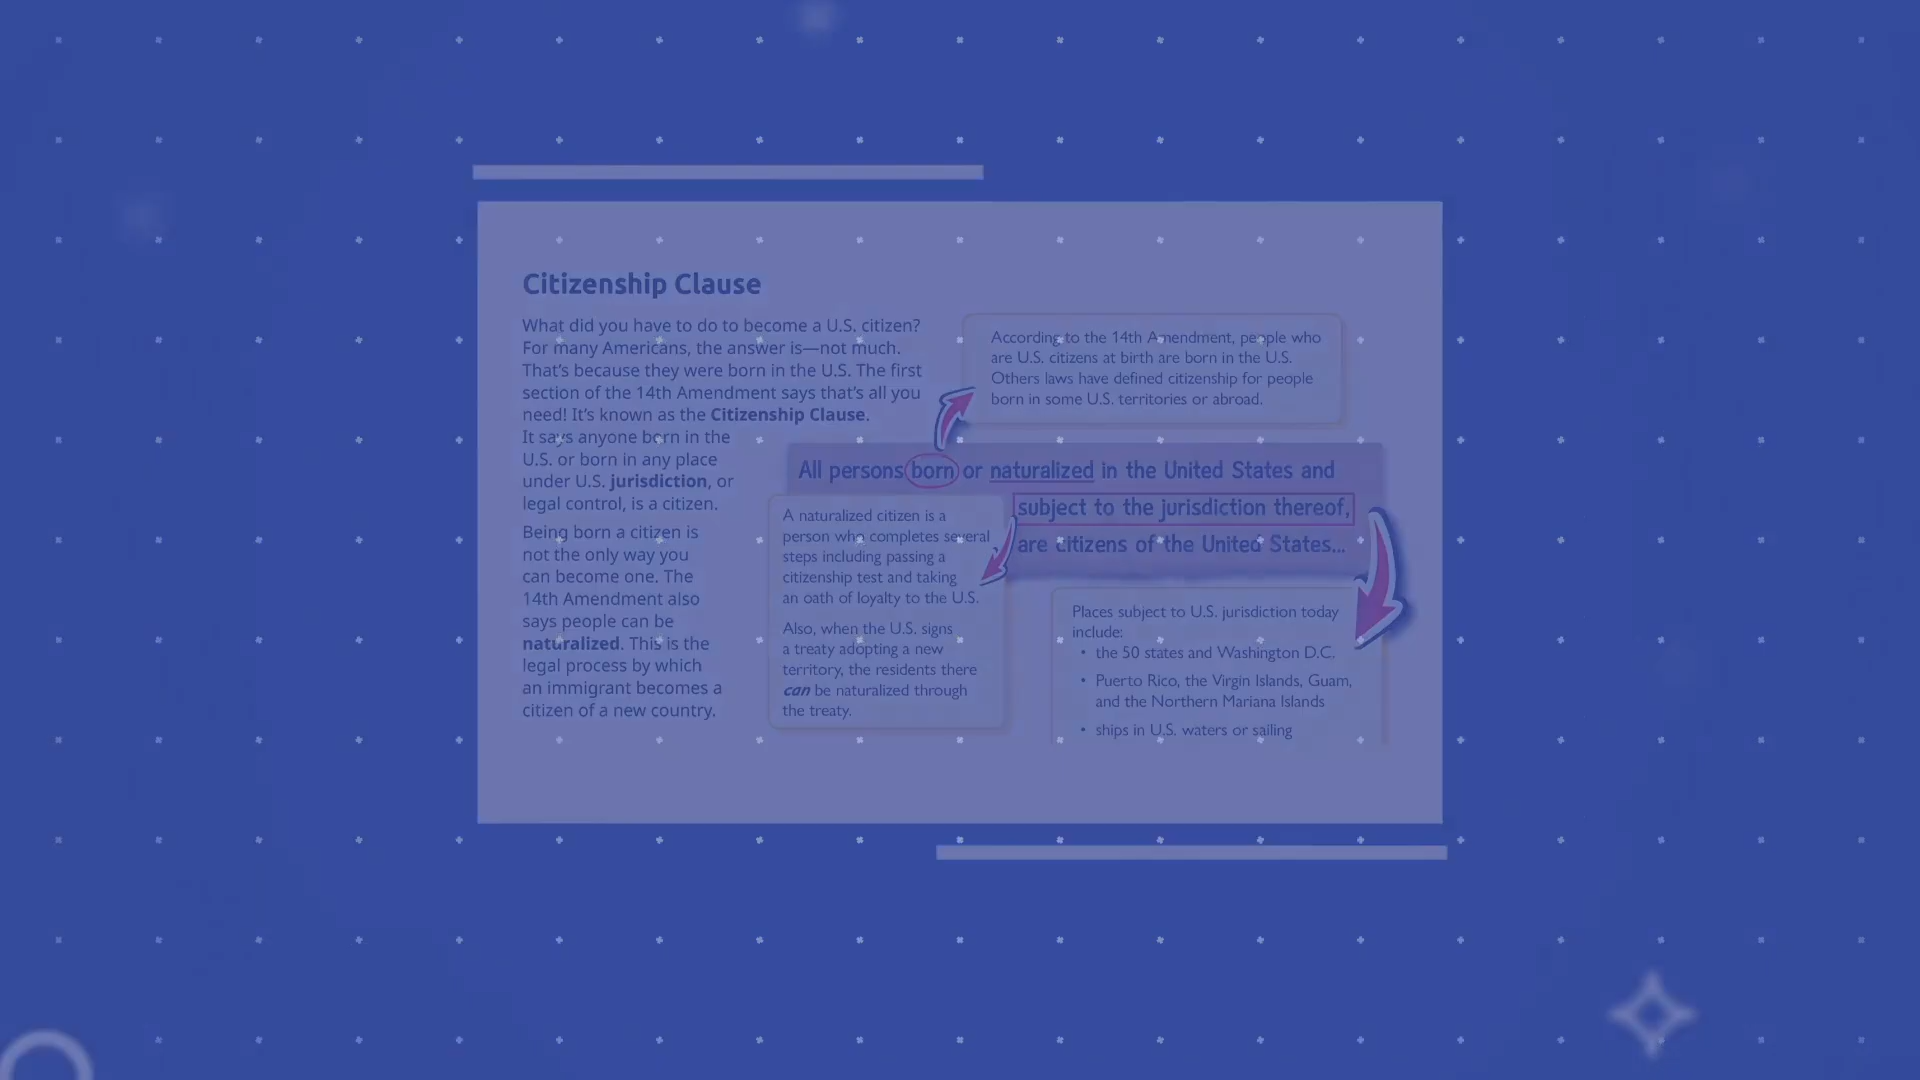 Citizenship Clause
What did you have to do to become a U.S. citizen?
For many Americans, the answer is—not much.
That's because they were born in the U.S. The first
section of the 14th Amendment says that's all you
need! It's known as the Citizenship Clause.
It says anyone born in the
U.S. or born in any place
under U.S. jurisdiction, or
legal control, is a citizen.
Being born a citizen is
not the only way you
can become one. The
14th Amendment also
says people can be
naturalized. This is the
legal process by which
an immigrant becomes a
citizen of a new country.
According to the 14th Amendment, people who
are U.S. citizens at birth are born in the U.S.
Others laws have defined citizenship for people
born in some U.S. territories or abroad.
All persons born or naturalized in the United States and
subject to the jurisdiction thereof,
are citizens of the United States...
A naturalized citizen is a
person who completes several
steps including passing a
citizenship test and taking
an oath of loyalty to the U.S.
Also, when the U.S. signs
a treaty adopting a new
territory, the residents there
can be naturalized through
the treaty.
Places subject to U.S. jurisdiction today
include:
• the 50 states and Washington D.C.
• Puerto Rico, the Virgin Islands, Guam,
and the Northern Mariana Islands
• ships in U.S. waters or sailing